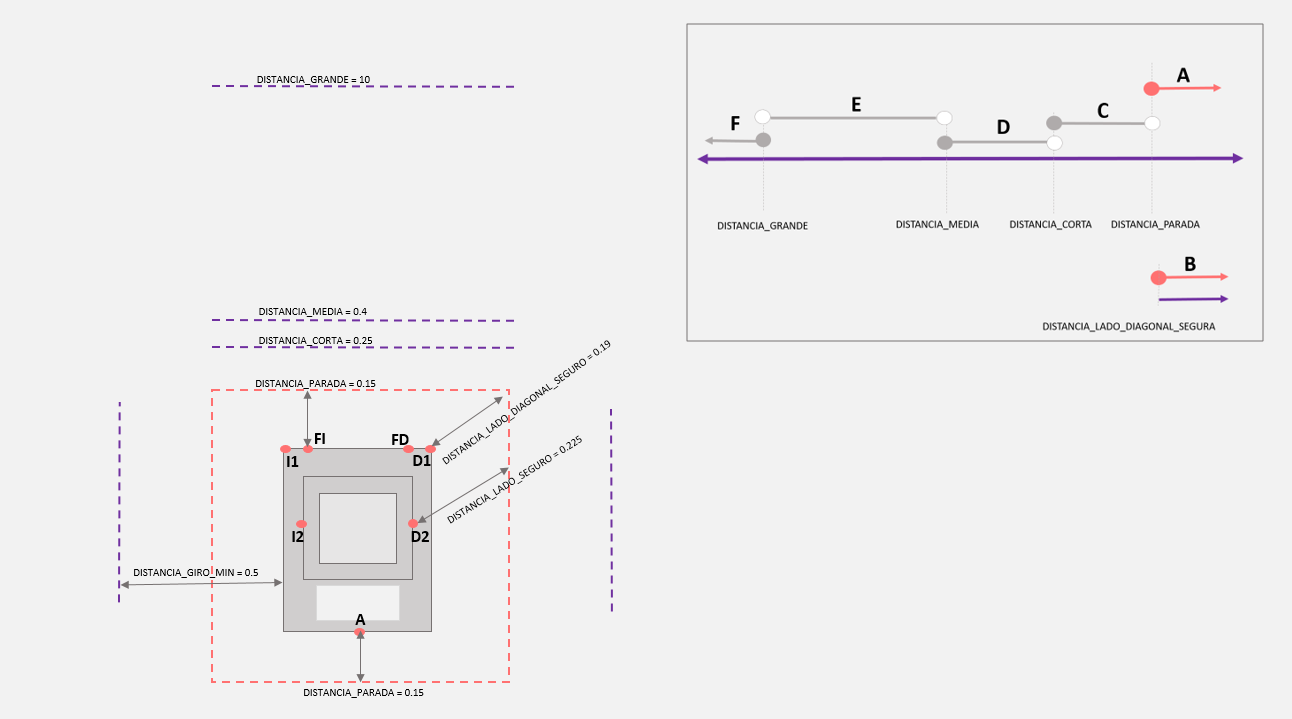 DISTANCIA_GRANDE = 10
A
E
C
F
D
DISTANCIA_GRANDE
DISTANCIA_MEDIA
DISTANCIA_CORTA
DISTANCIA_PARADA
B
DISTANCIA_LADO_DIAGONAL_SEGURA
DISTANCIA_MEDIA = 0.4
DISTANCIA_CORTA = 0.25
DISTANCIA_PARADA = 0.15
DISTANCIA_LADO_DIAGONAL_SEGURO = 0.19
FI
FD
I1
D1
DISTANCIA_LADO_SEGURO = 0.225
I2
D2
DISTANCIA_GIRO_MIN = 0.5
A
DISTANCIA_PARADA = 0.15